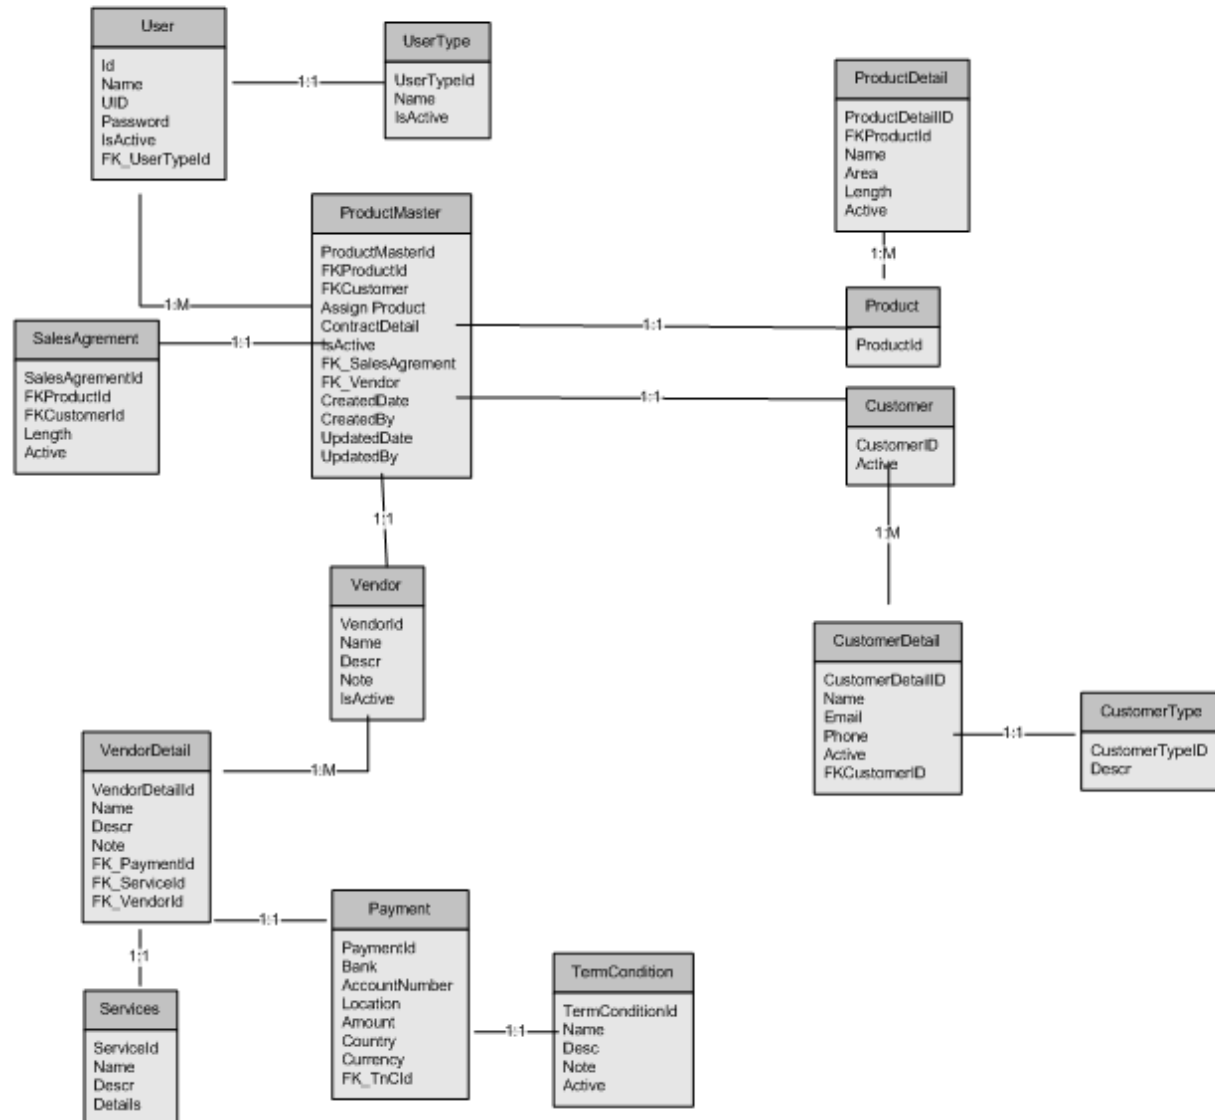 User
Id
Name
UID
Password
IsActive
FK_UserTypeId
1:1
UserType
UserTypeId
Name
IsActive
ProductDetail
ProductDetailID
FKProductId
Name
Area
Length
Active
1:M
Product
ProductId
ProductMaster
ProductMasterId
FKProductId
FKCustomer
Assign Product
ContractDetail
IsActive
FK_SalesAgrement
FK_Vendor
CreatedDate
CreatedBy
UpdatedDate
UpdatedBy
1:M
1:1
1:1
1:1
SalesAgrement
SalesAgrementId
FKProductId
FKCustomerId
Length
Active
Customer
CustomerID
Active
1:M
1:1
Vendor
VendorId
Name
Descr
Note
IsActive
CustomerDetail
CustomerDetailID
Name
Email
Phone
Active
FKCustomerID
1:1
CustomerType
CustomerTypeID
Descr
VendorDetail
VendorDetailId
Name
Descr
Note
FK_PaymentId
FK_ServiceId
FK_VendorId
1:M
1:1
1:1
Payment
PaymentId
Bank
AccountNumber
Location
Amount
Country
Currency
FK_TnCId
1:1
TermCondition
TermConditionId
Name
Desc
Note
Active
Services
ServiceId
Name
Descr
Details